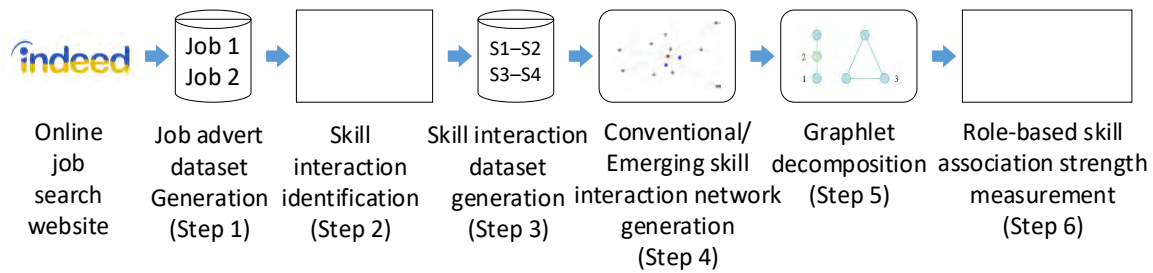 indeed
Job 1
Job 2
S1–S2
S3–S4
2
1
3
Online
job
search
website
Job advert
dataset
Generation
(Step 1)
Skill
interaction
identification
(Step 2)
Skill interaction
dataset
generation
(Step 3)
Conventional/
Emerging skill
interaction network
generation
(Step 4)
Graphlet
decomposition
(Step 5)
Role-based skill
association strength
measurement
(Step 6)